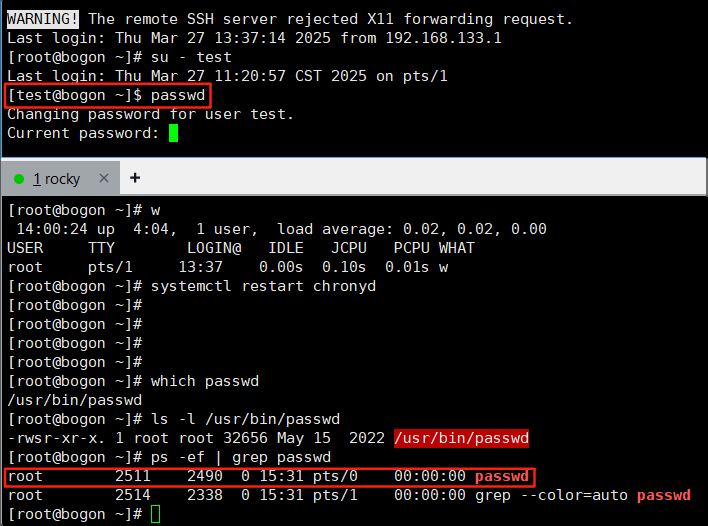 WARNING! The remote SSH server rejected X11 forwarding request.
Last login: Thu Mar 27 13:37:14 2025 from 192.168.133.1
[root@bogon ~]# su - test
Last login: Thu Mar 27 11:20:57 CST 2025 on pts/1
[test@bogon ~]$ passwd
Changing password for user test.
Current password:
1 rocky × +
[root@bogon ~]# w
 14:00:24 up  4:04,  1 user,  load average: 0.02, 0.02, 0.00
USER     TTY        LOGIN@   IDLE   JCPU   PCPU WHAT
root     pts/1     13:37    0.00s  0.10s  0.01s w
[root@bogon ~]# systemctl restart chronyd
[root@bogon ~]#
[root@bogon ~]#
[root@bogon ~]#
[root@bogon ~]#
[root@bogon ~]# which passwd
/usr/bin/passwd
[root@bogon ~]# ls -l /usr/bin/passwd
-rwsr-xr-x. 1 root root 32656 May 15  2022 /usr/bin/passwd
[root@bogon ~]# ps -ef | grep passwd
root        2511    2490  0 15:31 pts/0    00:00:00 passwd
root        2514    2338  0 15:31 pts/1    00:00:00 grep --color=auto passwd
[root@bogon ~]#